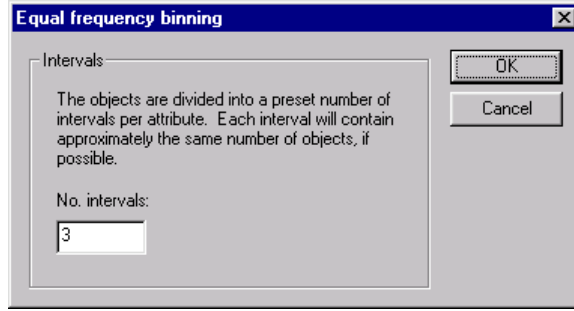 Equal frequency binning
Intervals
The objects are divided into a preset number of
intervals per attribute. Each interval will contain
approximately the same number of objects, if
possible.
No. intervals:
3
OK
Cancel